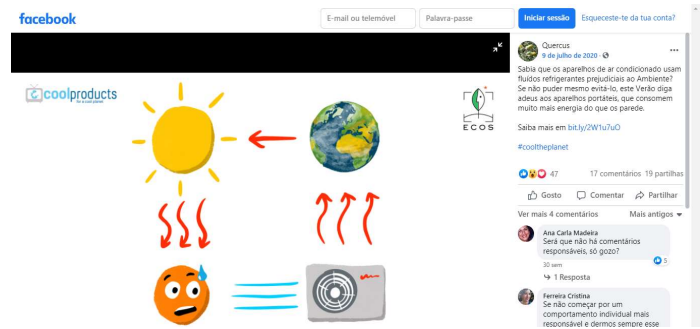 facebook
E-mail ou telemóvel
Palavra-passe
Iniciar sessão
Esqueceste-te da tua conta?
coolproducts
for a cool planet
ECOS
Quercus
9 de julho de 2020 ·
Sabia que os aparelhos de ar condicionado usam
fluídos refrigerantes prejudiciais ao Ambiente?
Se não puder mesmo evitá-lo, este Verão diga
adeus aos aparelhos portáteis, que consomem
muito mais energia do que os parede.
Saiba mais em bit.ly/2W1u7uO
#cooltheplanet
47
17 comentários 19 partilhas
Gosto
Comentar
Partilhar
Ver mais 4 comentários
Mais antigos
Ana Carla Madeira
Será que não há comentários
responsáveis, só gozo?
5
30 sem
1 Resposta
Ferreira Cristina
Se não começar por um
comportamento individual mais
responsável e dermos sempre esse